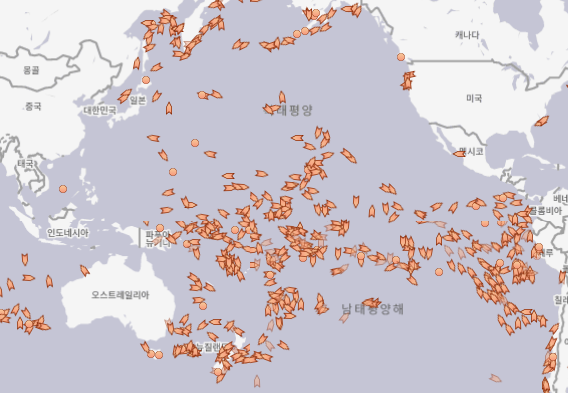 캐나다
몽골
미국
중국
대한민국
일본
태평양
멕시코
태국
베네
콜롬비아
인도네시아
파푸아
뉴기니
페루
오스트레일리아
칠레
남태평양해
뉴질랜드